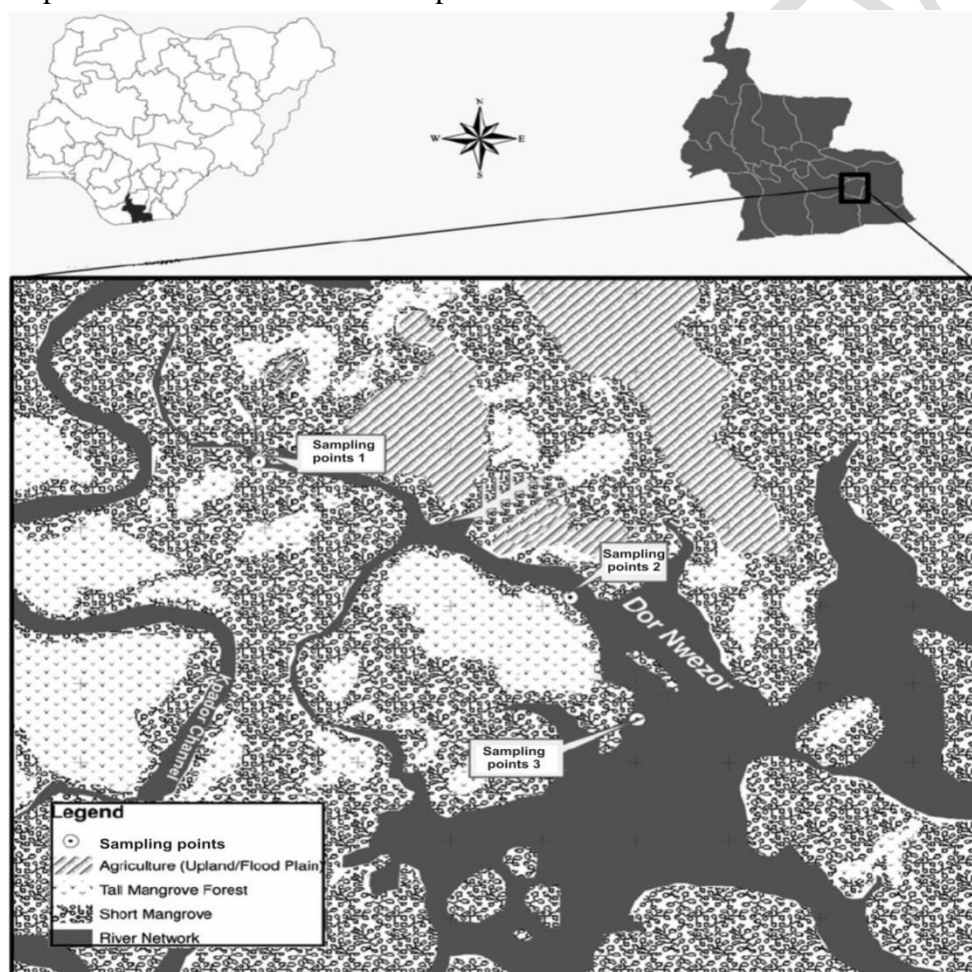 N
W E
S
Sampling
points 1
Sampling
points 2
Dor Nwezor
Sampling
points 3
Channel
Legend
Sampling points
Agriculture (Upland/Flood Plain)
Tall Mangrove Forest
Short Mangrove
River Network